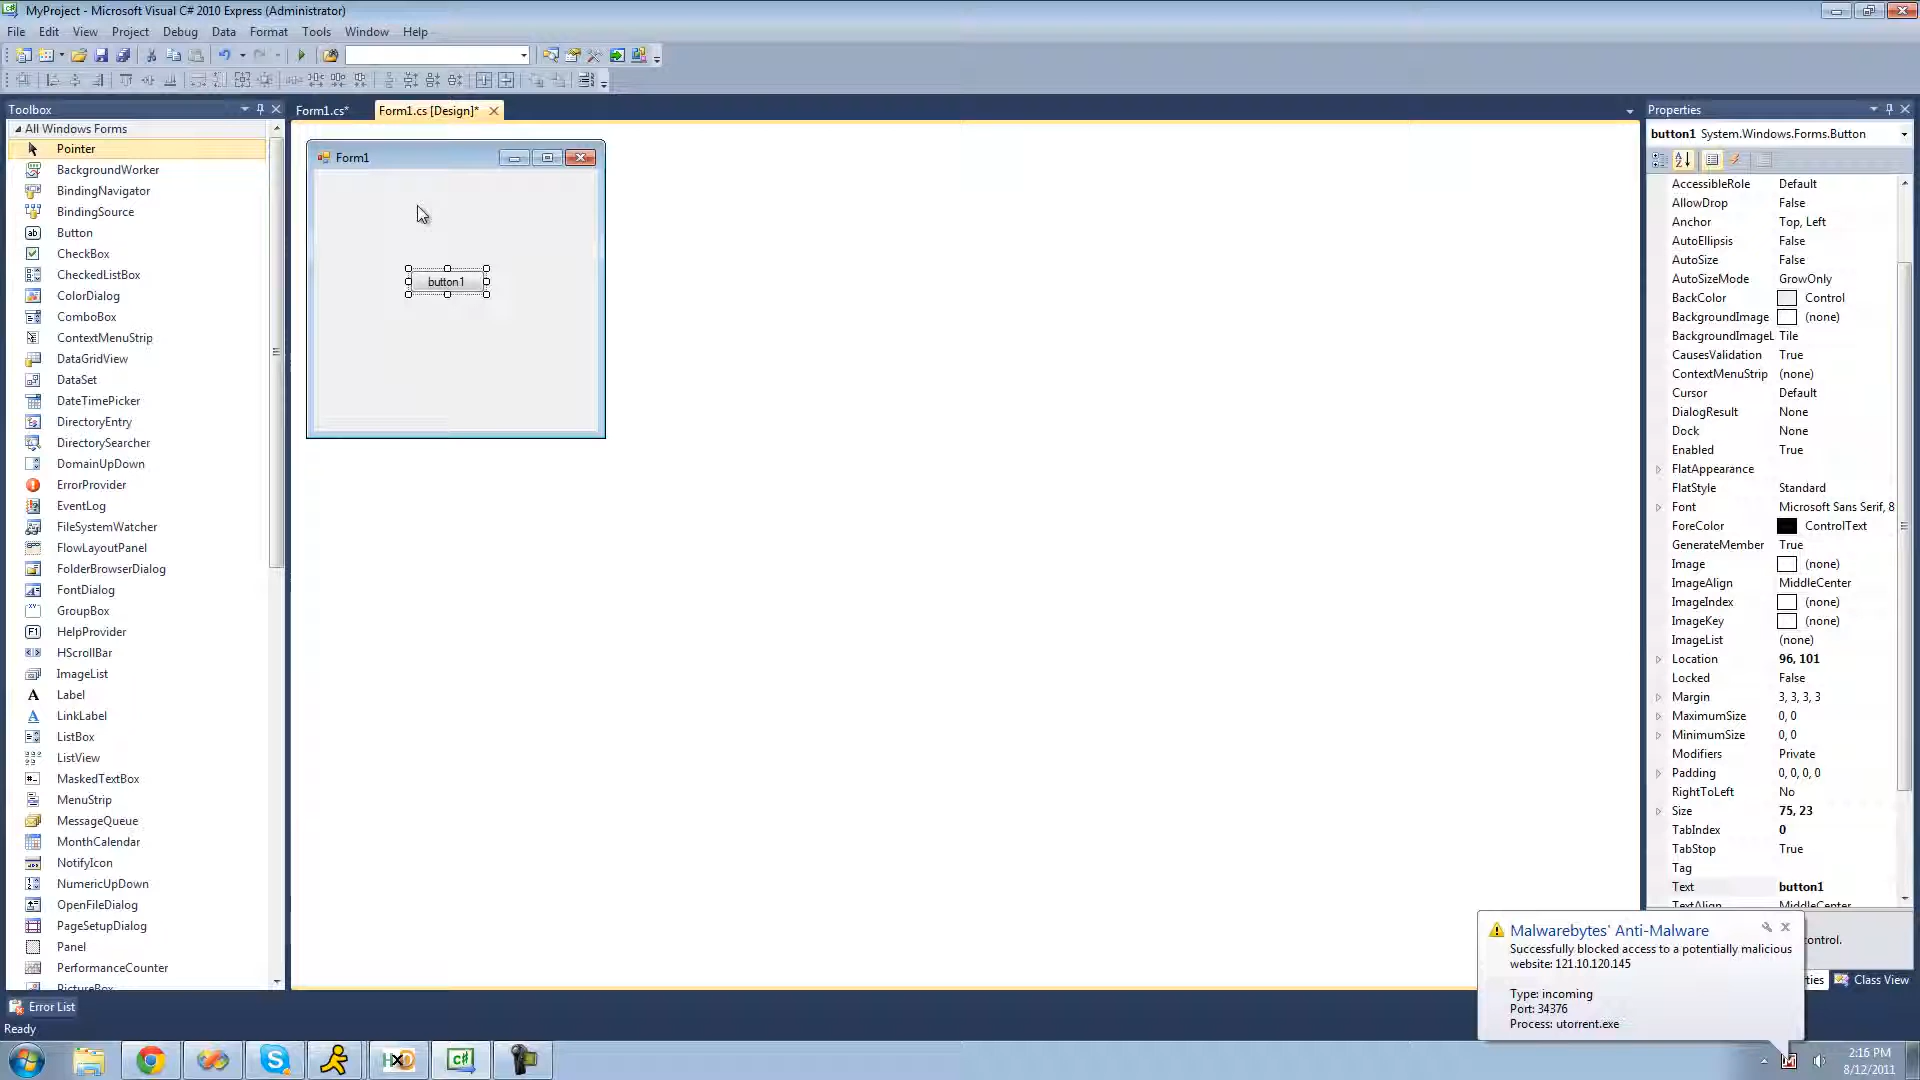 MyProject - Microsoft Visual C# 2010 Express (Administrator)
File Edit View Project Debug Data Format Tools Window Help
Toolbox
All Windows Forms
Pointer
BackgroundWorker
BindingNavigator
BindingSource
Button
CheckBox
CheckedListBox
ColorDialog
ComboBox
ContextMenuStrip
DataGridView
DataSet
DateTimePicker
DirectoryEntry
DirectorySearcher
DomainUpDown
ErrorProvider
EventLog
FileSystemWatcher
FlowLayoutPanel
FolderBrowserDialog
FontDialog
GroupBox
HelpProvider
HScrollBar
ImageList
Label
LinkLabel
ListBox
ListView
MaskedTextBox
MenuStrip
MessageQueue
MonthCalendar
NotifyIcon
NumericUpDown
OpenFileDialog
PageSetupDialog
Panel
PerformanceCounter
PictureBox
Error List
Ready
Form1.cs* Form1.cs [Design]*
Form1
button1
Properties
button1 System.Windows.Forms.Button
AccessibleRole Default
AllowDrop False
Anchor Top, Left
AutoEllipsis False
AutoSize False
AutoSizeMode GrowOnly
BackColor Control
BackgroundImage (none)
BackgroundImageL Tile
CausesValidation True
ContextMenuStrip (none)
Cursor Default
DialogResult None
Dock None
Enabled True
FlatAppearance
FlatStyle Standard
Font Microsoft Sans Serif, 8
ForeColor ControlText
GenerateMember True
Image (none)
ImageAlign MiddleCenter
ImageIndex (none)
ImageKey (none)
ImageList (none)
Location 96, 101
Locked False
Margin 3, 3, 3, 3
MaximumSize 0, 0
MinimumSize 0, 0
Modifiers Private
Padding 0, 0, 0, 0
RightToLeft No
Size 75, 23
TabIndex 0
TabStop True
Tag
Text button1
TextAlign MiddleCenter
ontrol.
ties Class View
Malwarebytes' Anti-Malware
Successfully blocked access to a potentially malicious
website: 121.10.120.145
Type: incoming
Port: 34376
Process: utorrent.exe
2:16 PM
8/12/2011